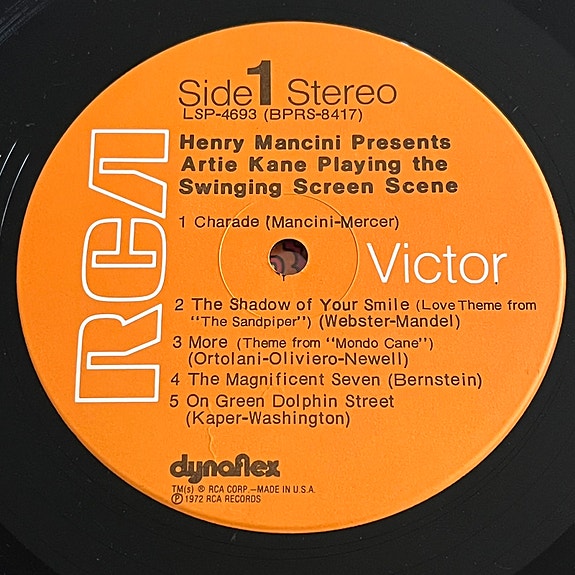 Side 1 Stereo
LSP-4693 (BPRS-8417)
Henry Mancini Presents
Artie Kane Playing the
Swinging Screen Scene
1 Charade (Mancini-Mercer)
RCA
Victor
2 The Shadow of Your Smile (Love Theme from
"The Sandpiper") (Webster-Mandel)
3 More (Theme from "Mondo Cane")
(Ortolani-Oliviero-Newell)
4 The Magnificent Seven (Bernstein)
5 On Green Dolphin Street
(Kaper-Washington)
dynaflex
TM(s) ® RCA CORP.—MADE IN U.S.A.
Ⓟ 1972 RCA RECORDS